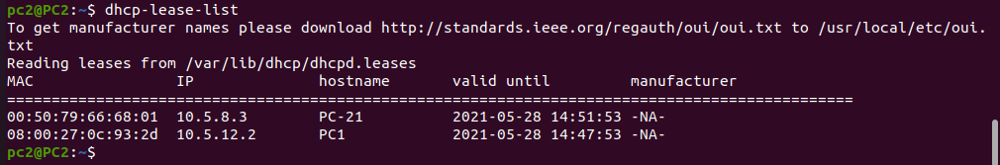 pc2@PC2:~$ dhcp-lease-list
To get manufacturer names please download http://standards.ieee.org/regauth/oui/oui.txt to /usr/local/etc/oui.
txt
Reading leases from /var/lib/dhcp/dhcpd.leases
MAC                IP              hostname       valid until         manufacturer
===============================================================================================
00:50:79:66:68:01  10.5.8.3        PC-21          2021-05-28 14:51:53 -NA-
08:00:27:0c:93:2d  10.5.12.2       PC1            2021-05-28 14:47:53 -NA-
pc2@PC2:~$